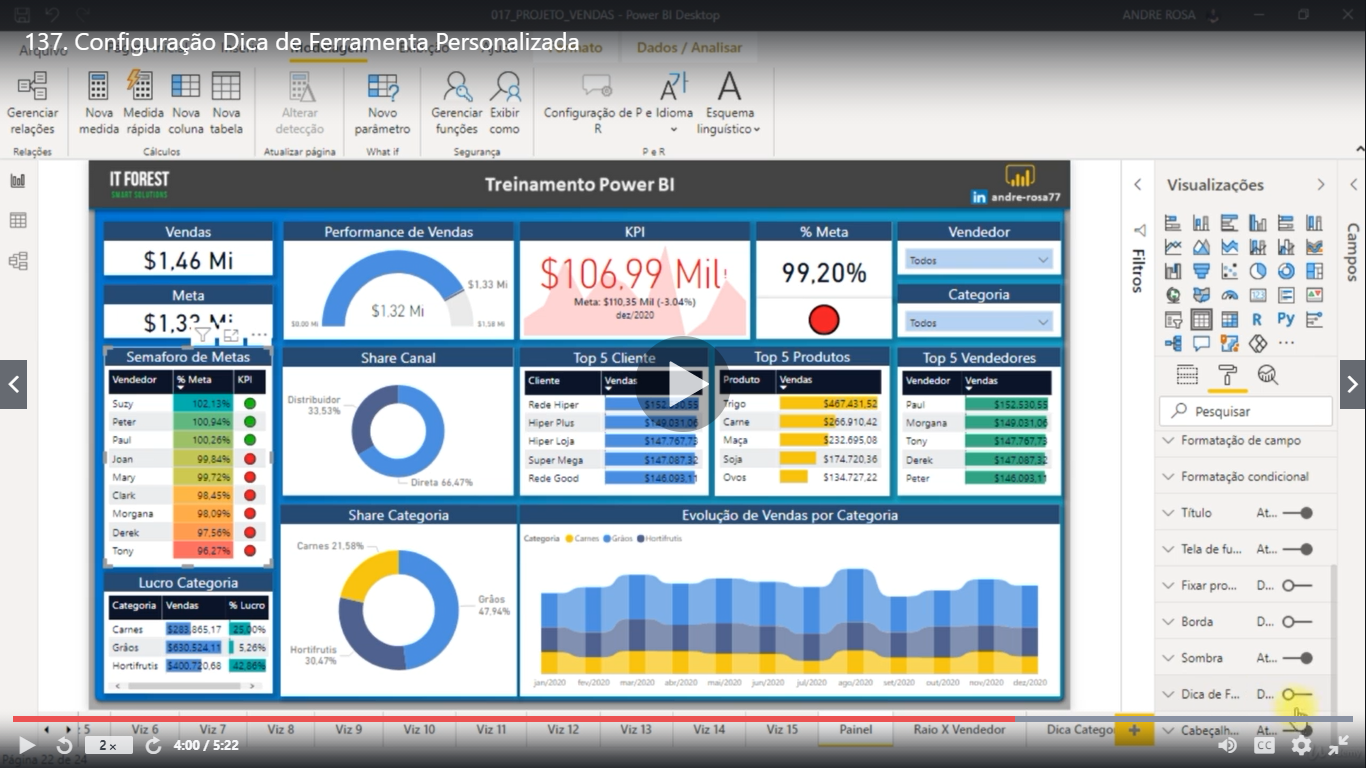 017_PROJETO_VENDAS - Power BI Desktop
ANDRE ROSA
137. Configuração Dica de Ferramenta Personalizada
Arquivo
Dados / Analisar
Gerenciar relações
Nova medida
Medida rápida
Nova coluna
Nova tabela
Alterar detecção
Novo parâmetro
Gerenciar funções
Exibir como
Configuração de P e R
Idioma
Esquema linguístico
Relações
Cálculos
Atualizar página
What if
Segurança
P e R
IT FOREST
SMART SOLUTIONS
Treinamento Power BI
in andre-rosa77
Vendas
$1,46 Mi
Meta
Performance de Vendas
$1,33 Mi
$1,32 Mi
$0,00 Mi
$1,58 Mi
KPI
$106,99 Mil!
Meta: $110,35 Mil (-3.04%)
dez/2020
% Meta
99,20%
Vendedor
Todos
Categoria
Todos
Semaforo de Metas
Vendedor % Meta KPI
Suzy 102,13%
Peter 100,94%
Paul 100,26%
Joan 99,84%
Mary 99,72%
Clark 98,45%
Morgana 98,09%
Derek 97,56%
Tony 96,27%
Share Canal
Distribuidor
33,53%
Direta 66,47%
Top 5 Cliente
Cliente Vendas
Rede Hiper $152.530,55
Hiper Plus $149.031,06
Hiper Loja $147.767,73
Super Mega $147.087,32
Rede Good $146.093,11
Top 5 Produtos
Produto Vendas
Trigo $467.431,52
Carne $266.910,42
Maça $232.695,08
Soja $174.720,36
Ovos $134.727,22
Top 5 Vendedores
Vendedor Vendas
Paul $152.530,55
Morgana $149.031,06
Tony $147.767,73
Derek $147.087,32
Peter $146.093,11
Lucro Categoria
Categoria Vendas % Lucro
Carnes $283.865,17 25,00%
Grãos $630.524,11 5,26%
Hortifrutis $400.720,68 42,86%
Share Categoria
Carnes 21,58%
Grãos
47,94%
Hortifrutis
30,47%
Evolução de Vendas por Categoria
Categoria Carnes Grãos Hortifrutis
jan/2020 fev/2020 mar/2020 abr/2020 mai/2020 jun/2020 jul/2020 ago/2020 set/2020 out/2020 nov/2020 dez/2020
Filtros
Visualizações
Campos
R Py
Pesquisar
Formatação de campo
Formatação condicional
Título At...
Tela de fu... At...
Fixar pro... D...
Borda D...
Sombra At...
Dica de F... D...
Cabeçalh... At...
5 Viz 6 Viz 7 Viz 8 Viz 9 Viz 10 Viz 11 Viz 12 Viz 13 Viz 14 Viz 15 Painel Raio X Vendedor Dica Catego
2x
4:00 / 5:22
CC
Página 22 de 24